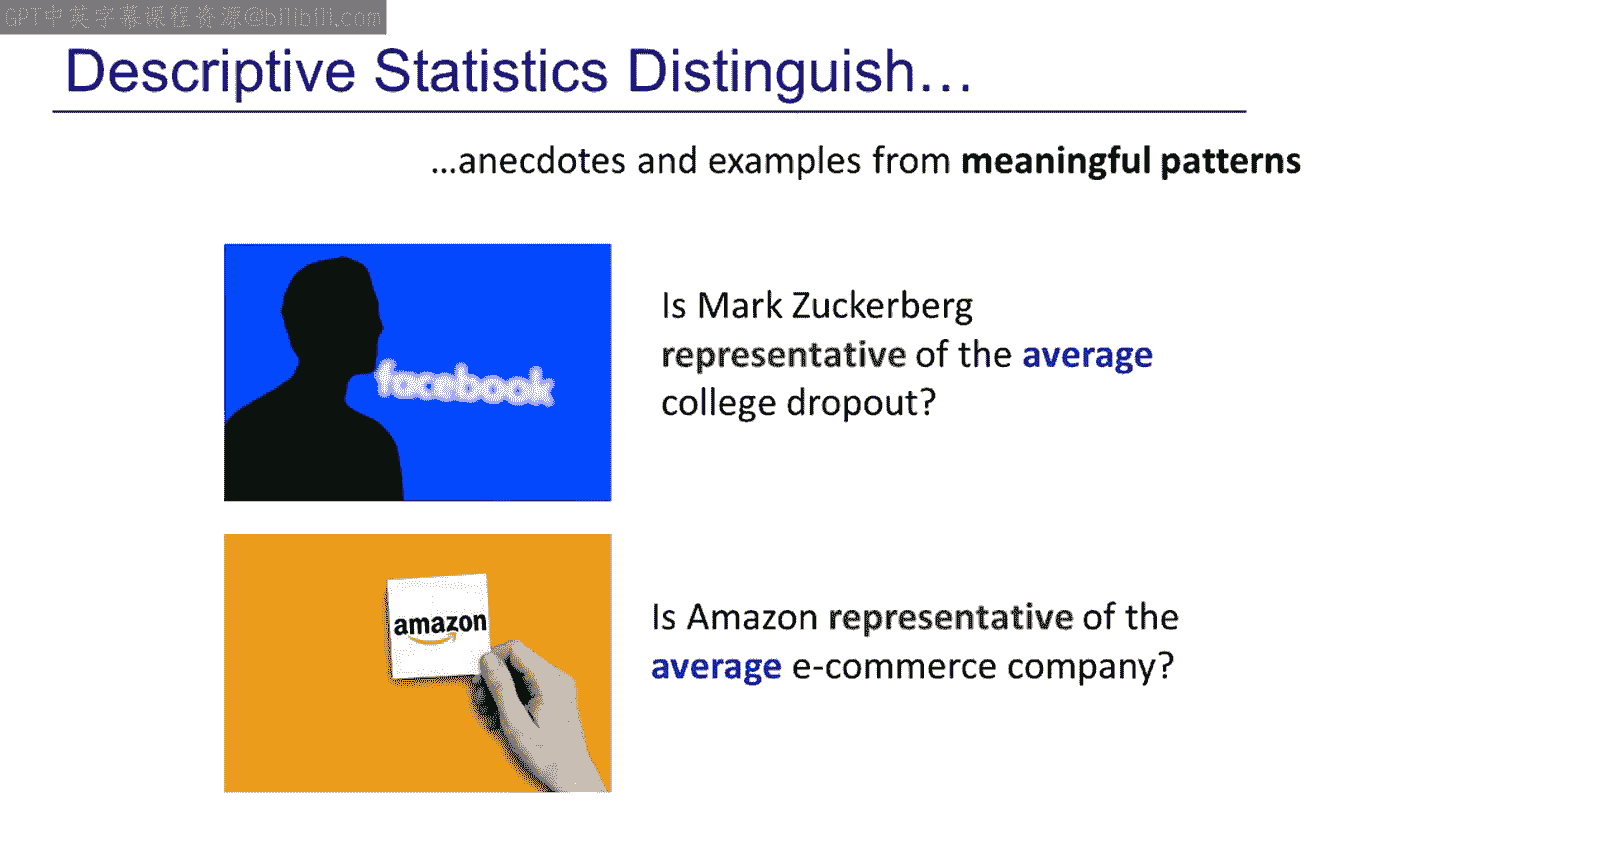 GPT中英字幕课程资源@bilibili.com
Descriptive Statistics Distinguish…
…anecdotes and examples from meaningful patterns
facebook
Is Mark Zuckerberg
representative of the average
college dropout?
amazon
Is Amazon representative of the
average e-commerce company?